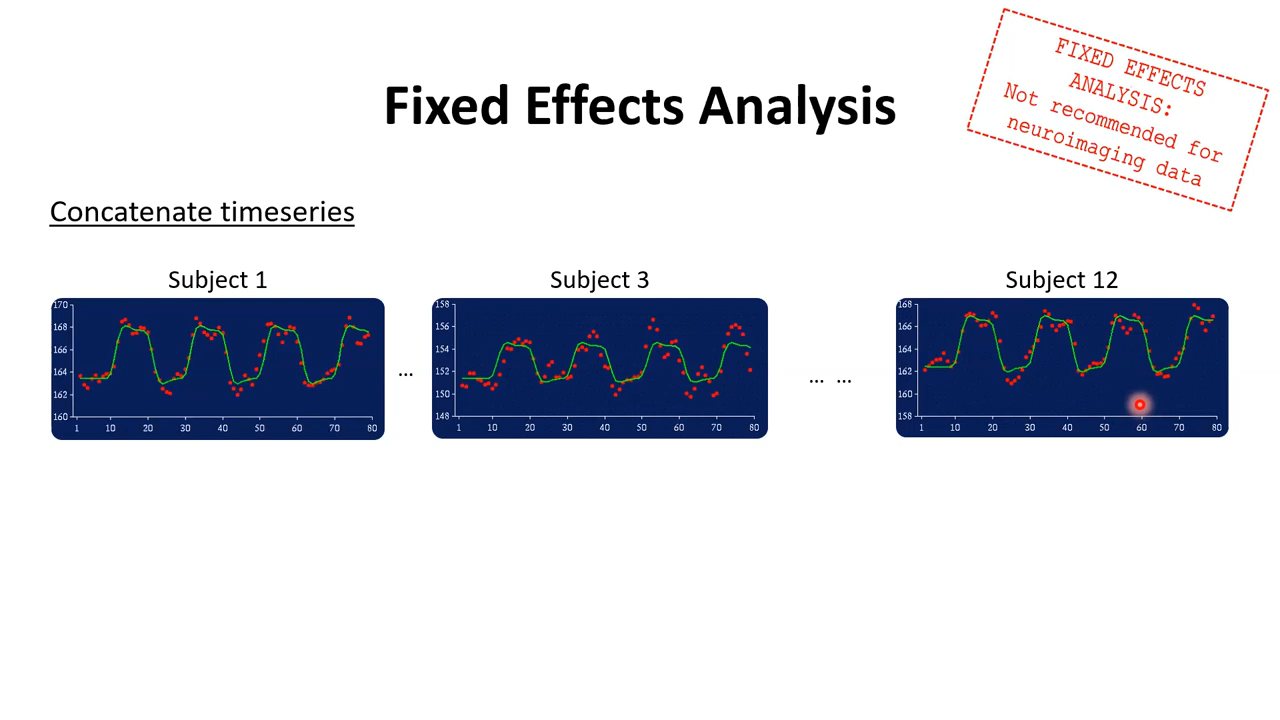 FIXED EFFECTS
ANALYSIS:
Not recommended for
neuroimaging data
Fixed Effects Analysis
Concatenate timeseries
Subject 1
170
168
166
164
162
160
1 10 20 30 40 50 60 70 80
...
Subject 3
158
156
154
152
150
148
1 10 20 30 40 50 60 70 80
... ...
Subject 12
168
166
164
162
160
158
1 10 20 30 40 50 60 70 80